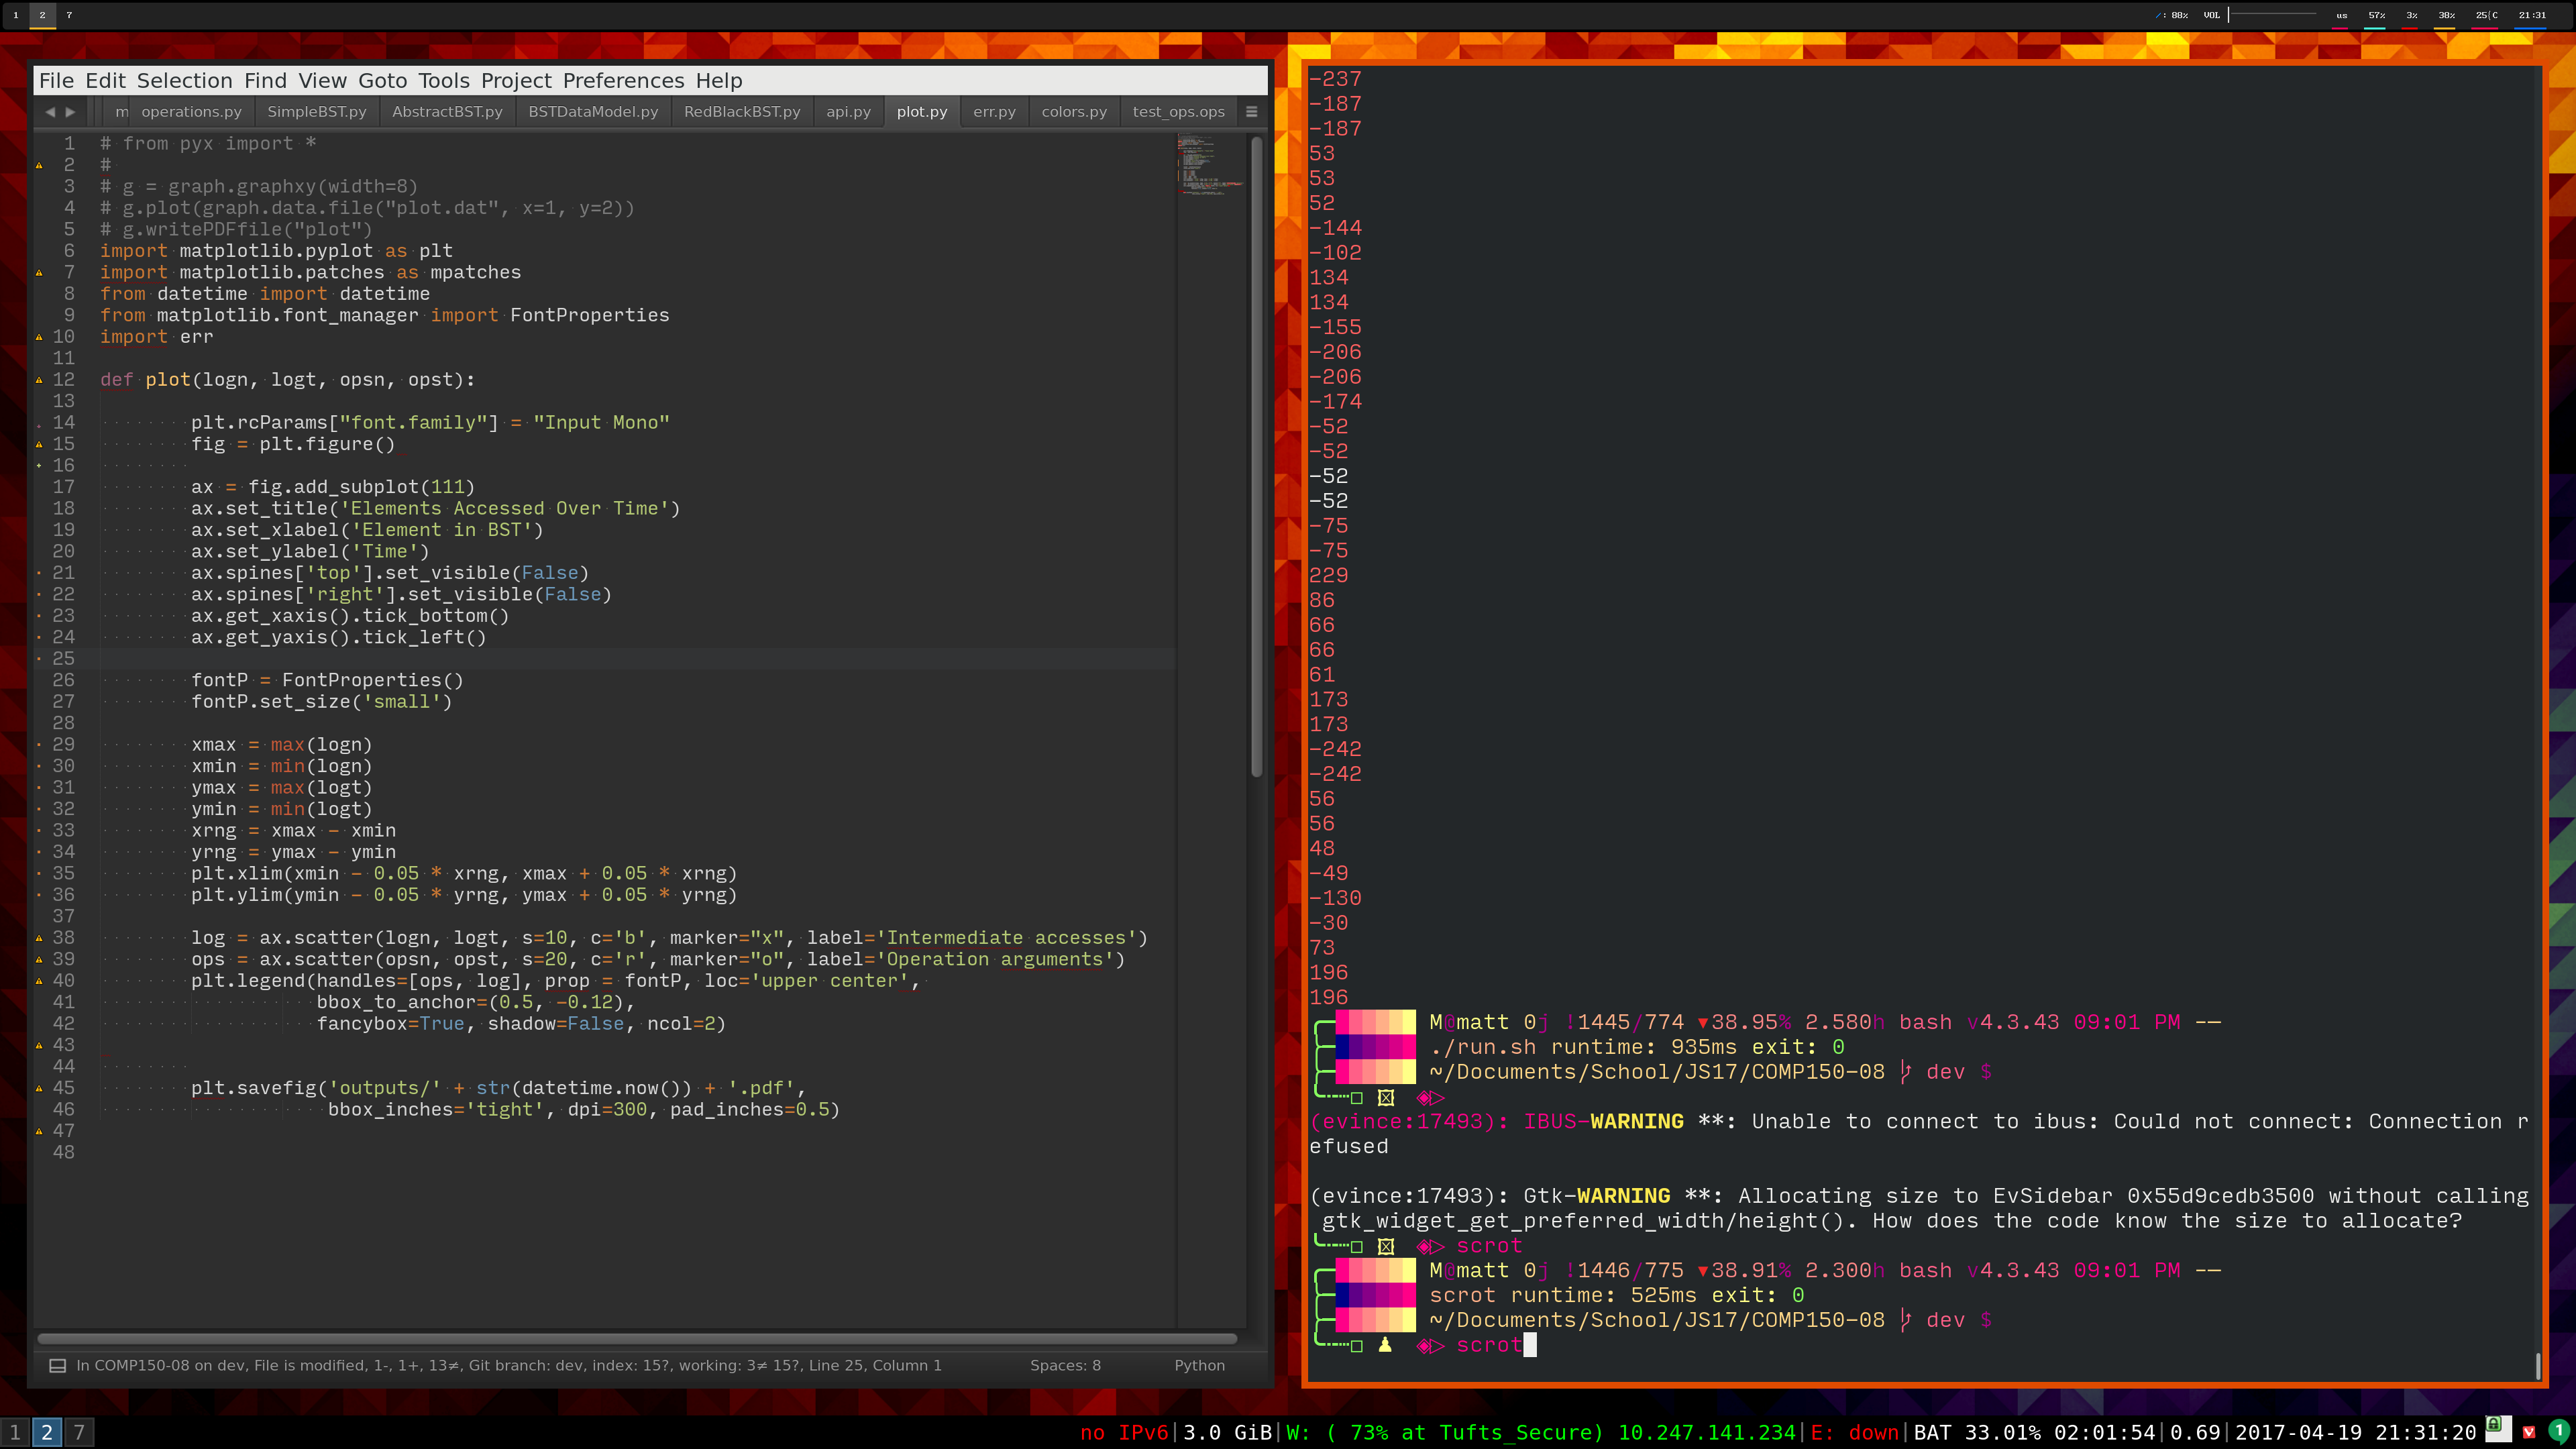 1 2 7
: 88% VOL us 57% 3% 38% 25(C 21:31
File Edit Selection Find View Goto Tools Project Preferences Help
m operations.py SimpleBST.py AbstractBST.py BSTDataModel.py RedBlackBST.py api.py plot.py err.py colors.py test_ops.ops
1 # from pyx import *
2 #
3 # g = graph.graphxy(width=8)
4 # g.plot(graph.data.file("plot.dat", x=1, y=2))
5 # g.writePDFfile("plot")
6 import matplotlib.pyplot as plt
7 import matplotlib.patches as mpatches
8 from datetime import datetime
9 from matplotlib.font_manager import FontProperties
10 import err
11
12 def plot(logn, logt, opsn, opst):
13
14         plt.rcParams["font.family"] = "Input Mono"
15         fig = plt.figure()
16
17         ax = fig.add_subplot(111)
18         ax.set_title('Elements Accessed Over Time')
19         ax.set_xlabel('Element in BST')
20         ax.set_ylabel('Time')
21         ax.spines['top'].set_visible(False)
22         ax.spines['right'].set_visible(False)
23         ax.get_xaxis().tick_bottom()
24         ax.get_yaxis().tick_left()
25
26         fontP = FontProperties()
27         fontP.set_size('small')
28
29         xmax = max(logn)
30         xmin = min(logn)
31         ymax = max(logt)
32         ymin = min(logt)
33         xrng = xmax - xmin
34         yrng = ymax - ymin
35         plt.xlim(xmin - 0.05 * xrng, xmax + 0.05 * xrng)
36         plt.ylim(ymin - 0.05 * yrng, ymax + 0.05 * yrng)
37
38         log = ax.scatter(logn, logt, s=10, c='b', marker="x", label='Intermediate accesses')
39         ops = ax.scatter(opsn, opst, s=20, c='r', marker="o", label='Operation arguments')
40         plt.legend(handles=[ops, log], prop = fontP, loc='upper center',
41                    bbox_to_anchor=(0.5, -0.12),
42                    fancybox=True, shadow=False, ncol=2)
43
44
45         plt.savefig('outputs/' + str(datetime.now()) + '.pdf',
46                     bbox_inches='tight', dpi=300, pad_inches=0.5)
47
48
In COMP150-08 on dev, File is modified, 1-, 1+, 13≠, Git branch: dev, index: 15?, working: 3≠ 15?, Line 25, Column 1 Spaces: 8 Python
-237
-187
-187
53
53
52
-144
-102
134
134
-155
-206
-206
-174
-52
-52
-52
-52
-75
-75
229
86
66
66
61
173
173
-242
-242
56
56
48
-49
-130
-30
73
196
196
M@matt 0j !1445/774 ▼38.95% 2.580h bash v4.3.43 09:01 PM --
./run.sh runtime: 935ms exit: 0
~/Documents/School/JS17/COMP150-08 dev $
(evince:17493): IBUS-WARNING **: Unable to connect to ibus: Could not connect: Connection r
efused
(evince:17493): Gtk-WARNING **: Allocating size to EvSidebar 0x55d9cedb3500 without calling
gtk_widget_get_preferred_width/height(). How does the code know the size to allocate?
scrot
M@matt 0j !1446/775 ▼38.91% 2.300h bash v4.3.43 09:01 PM --
scrot runtime: 525ms exit: 0
~/Documents/School/JS17/COMP150-08 dev $
scrot
1 2 7
no IPv6|3.0 GiB|W: ( 73% at Tufts_Secure) 10.247.141.234|E: down|BAT 33.01% 02:01:54|0.69|2017-04-19 21:31:20 1